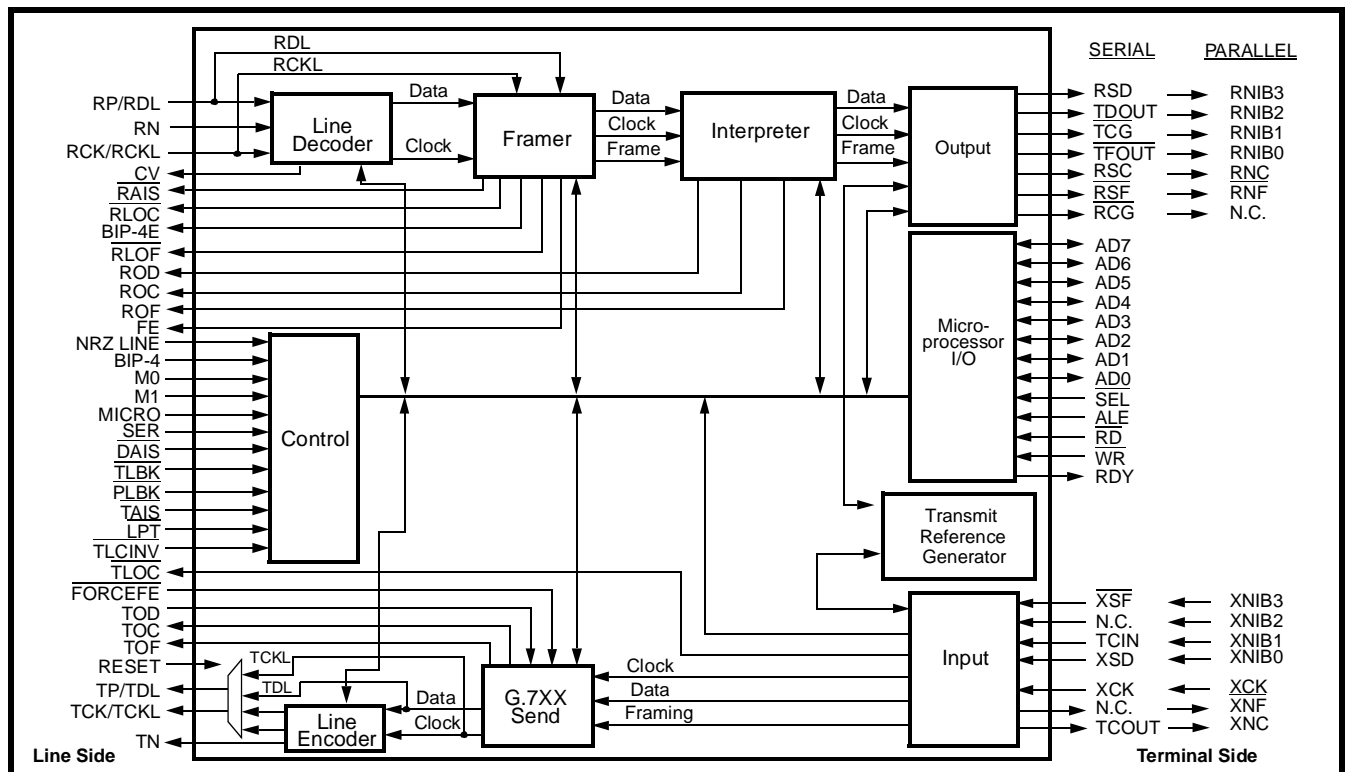 SERIAL PARALLEL
RDL
RCKL
RP/RDL
RN
RCK/RCKL
CV
RAIS
RLOC
BIP-4E
RLOF
ROD
ROC
ROF
FE
NRZ LINE
BIP-4
M0
M1
MICRO
SER
DAIS
TLBK
PLBK
TAIS
LPT
TLCINV
TLOC
FORCEFE
TOD
TOC
TOF
RESET
TP/TDL
TCK/TCKL
TN
Line Side
Line
Decoder
Data
Clock
Framer
Data
Clock
Frame
Interpreter
Data
Clock
Frame
Output
Control
Micro-
processor
I/O
Transmit
Reference
Generator
Input
Clock
Data
Framing
G.7XX
Send
Data
Clock
Line
Encoder
TCKL
TDL
RSD RNIB3
TDOUT RNIB2
TCG RNIB1
TFOUT RNIB0
RSC RNC
RSF RNF
RCG N.C.
AD7
AD6
AD5
AD4
AD3
AD2
AD1
AD0
SEL
ALE
RD
WR
RDY
XSF XNIB3
N.C. XNIB2
TCIN XNIB1
XSD XNIB0
XCK XCK
N.C. XNF
TCOUT XNC
Terminal Side